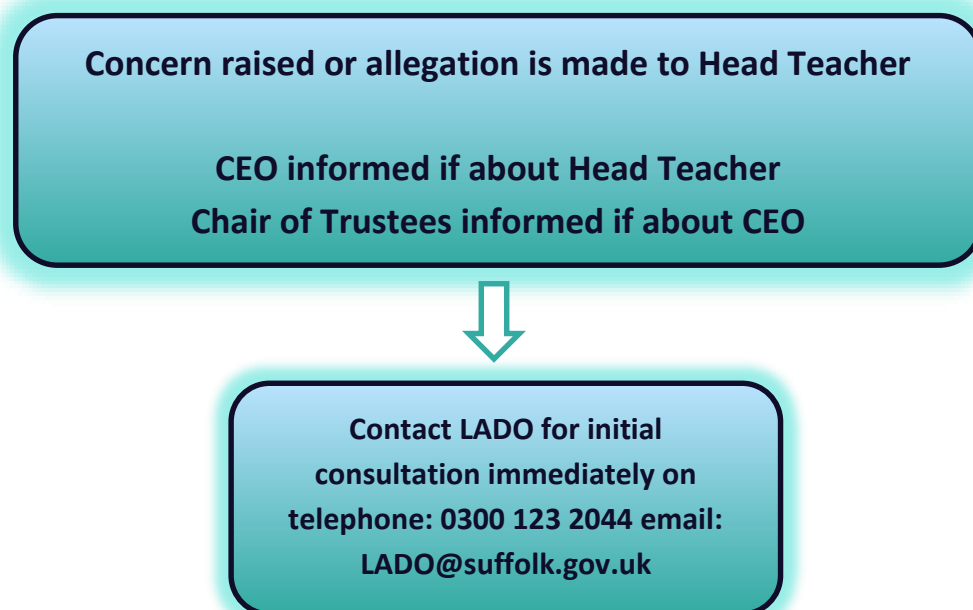 Concern raised or allegation is made to Head Teacher
CEO informed if about Head Teacher
Chair of Trustees informed if about CEO
Contact LADO for initial
consultation immediately on
telephone: 0300 123 2044 email:
LADO@suffolk.gov.uk